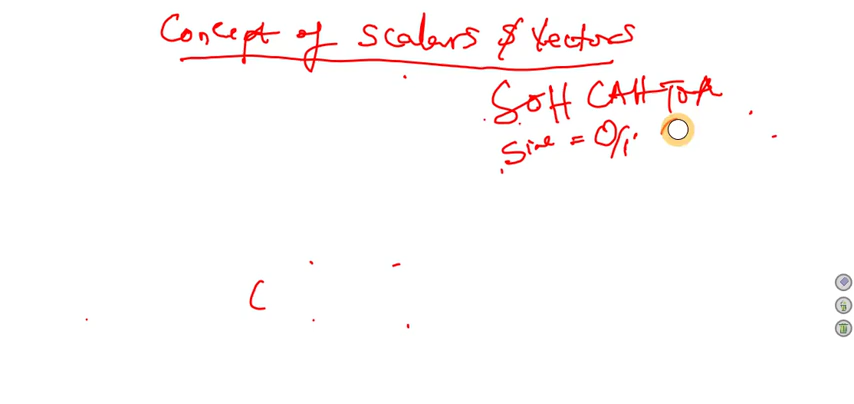 Concept of Scalars & Vectors
SOH CAH TOA
Sine = O/
C